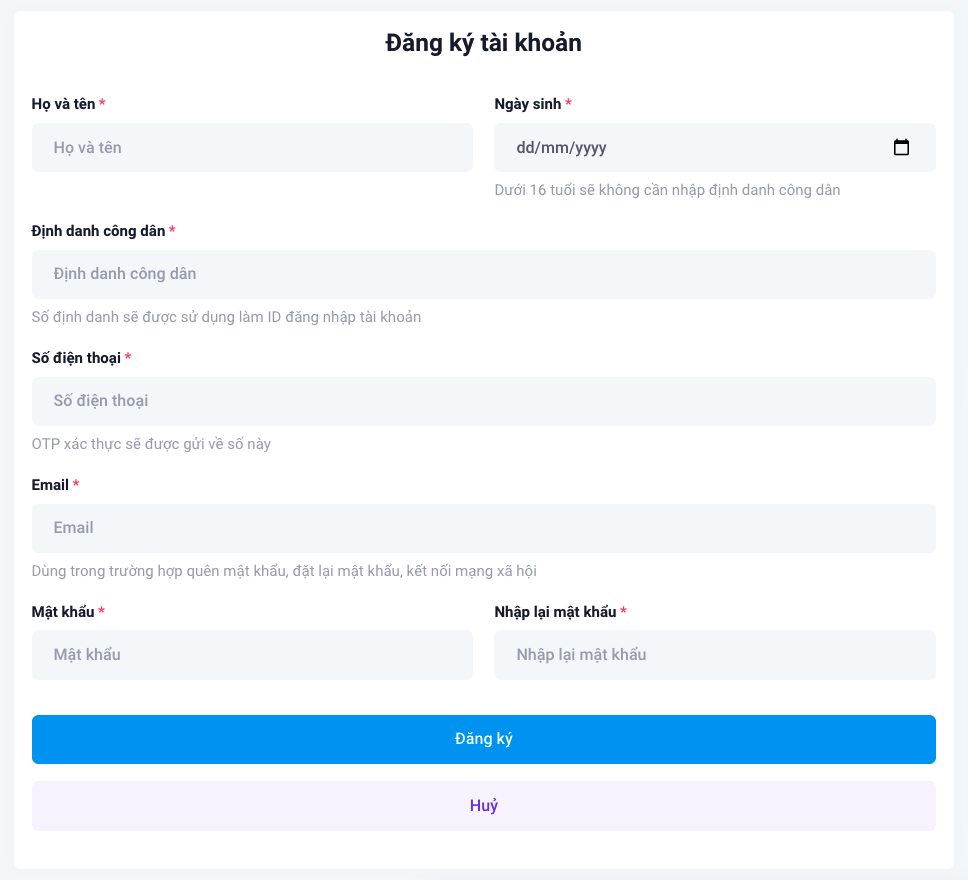 Đăng ký tài khoản
Họ và tên *
Ngày sinh *
Họ và tên
dd/mm/yyyy
Dưới 16 tuổi sẽ không cần nhập định danh công dân
Định danh công dân *
Định danh công dân
Số định danh sẽ được sử dụng làm ID đăng nhập tài khoản
Số điện thoại *
Số điện thoại
OTP xác thực sẽ được gửi về số này
Email *
Email
Dùng trong trường hợp quên mật khẩu, đặt lại mật khẩu, kết nối mạng xã hội
Mật khẩu *
Nhập lại mật khẩu *
Mật khẩu
Nhập lại mật khẩu
Đăng ký
Huỷ